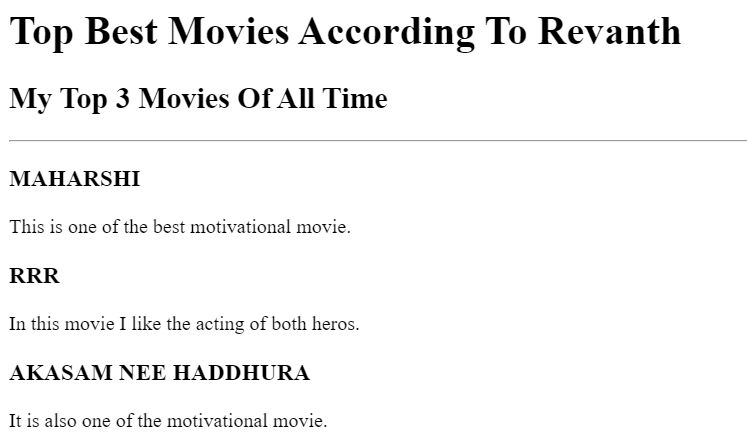 Top Best Movies According To Revanth
My Top 3 Movies Of All Time
MAHARSHI
This is one of the best motivational movie.
RRR
In this movie I like the acting of both heros.
AKASAM NEE HADDHURA
It is also one of the motivational movie.